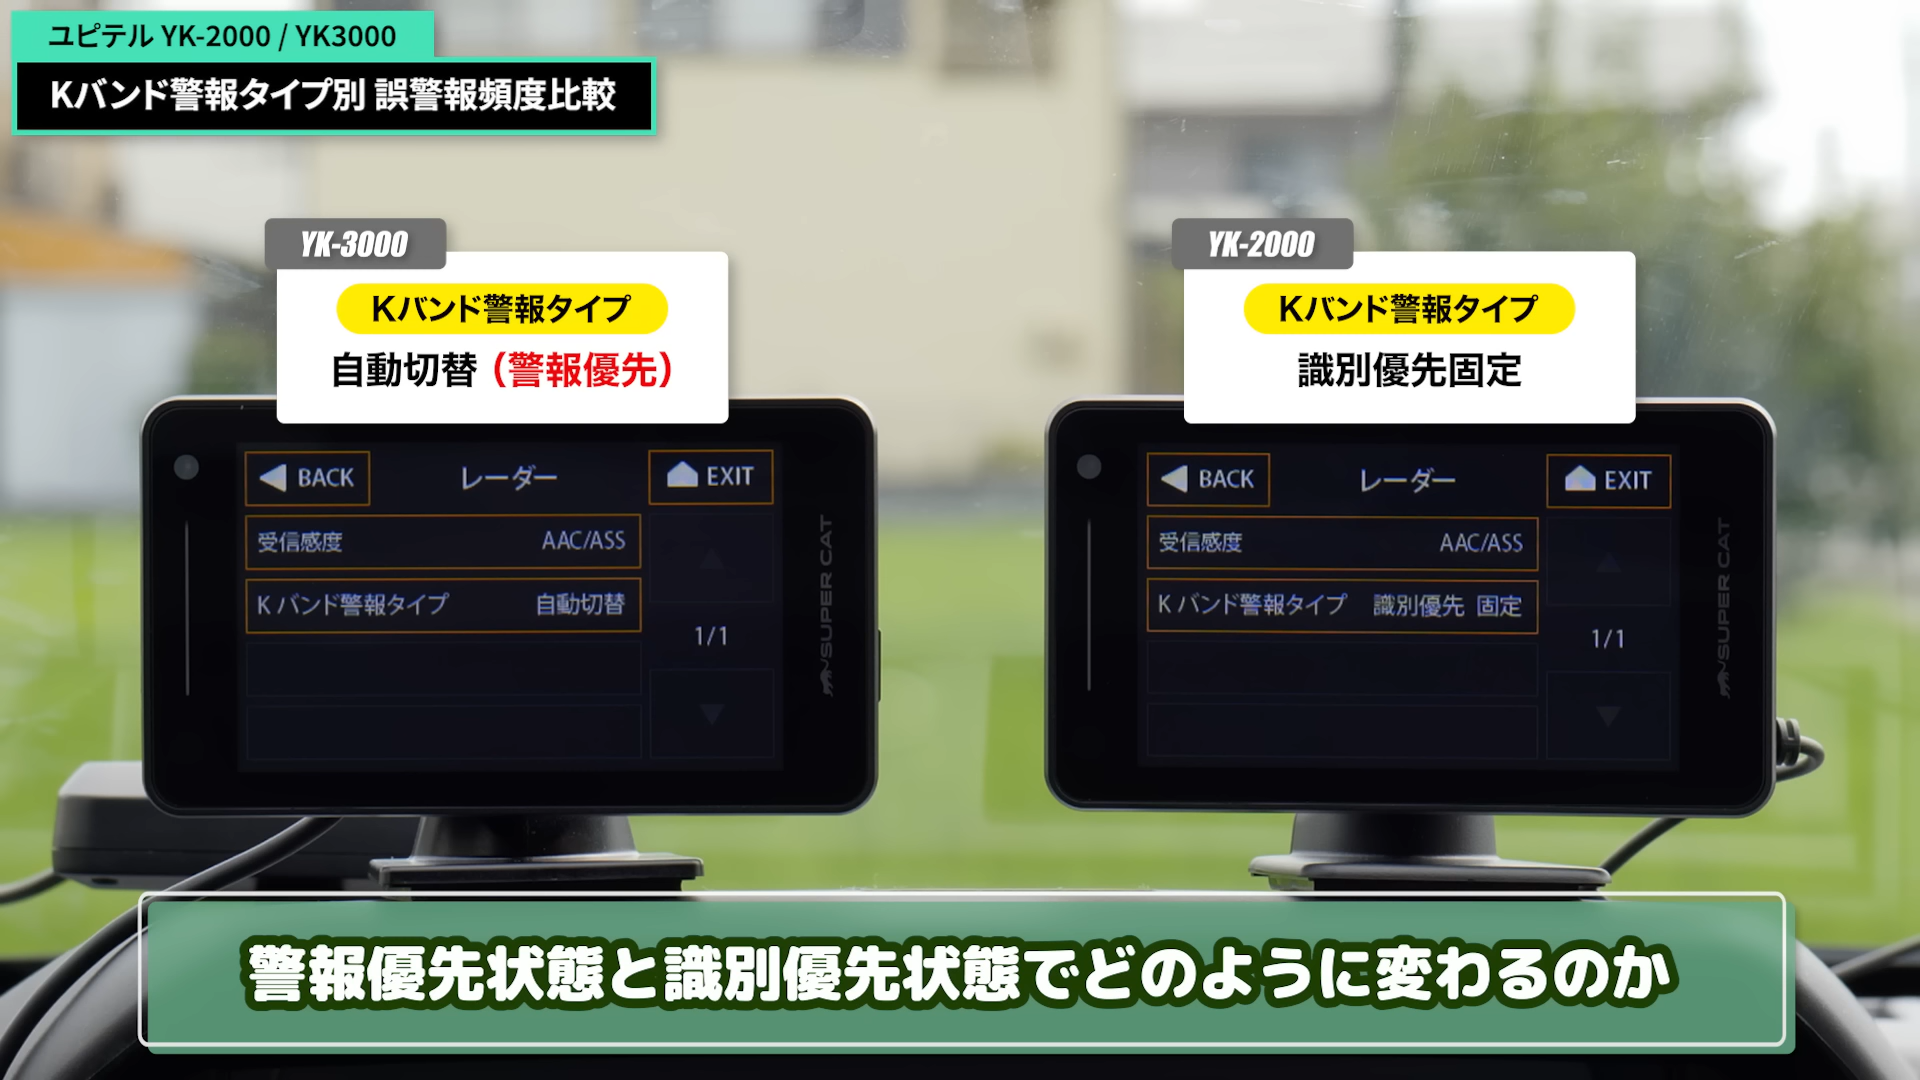 ユピテル YK-2000 / YK3000
Kバンド警報タイプ別 誤警報頻度比較
YK-3000
Kバンド警報タイプ
自動切替（警報優先）
YK-2000
Kバンド警報タイプ
識別優先固定
BACK
レーダー
EXIT
受信感度
AAC/ASS
K バンド警報タイプ
自動切替
1/1
SUPER CAT
BACK
レーダー
EXIT
受信感度
AAC/ASS
K バンド警報タイプ
識別優先 固定
1/1
SUPER CAT
警報優先状態と識別優先状態でどのように変わるのか